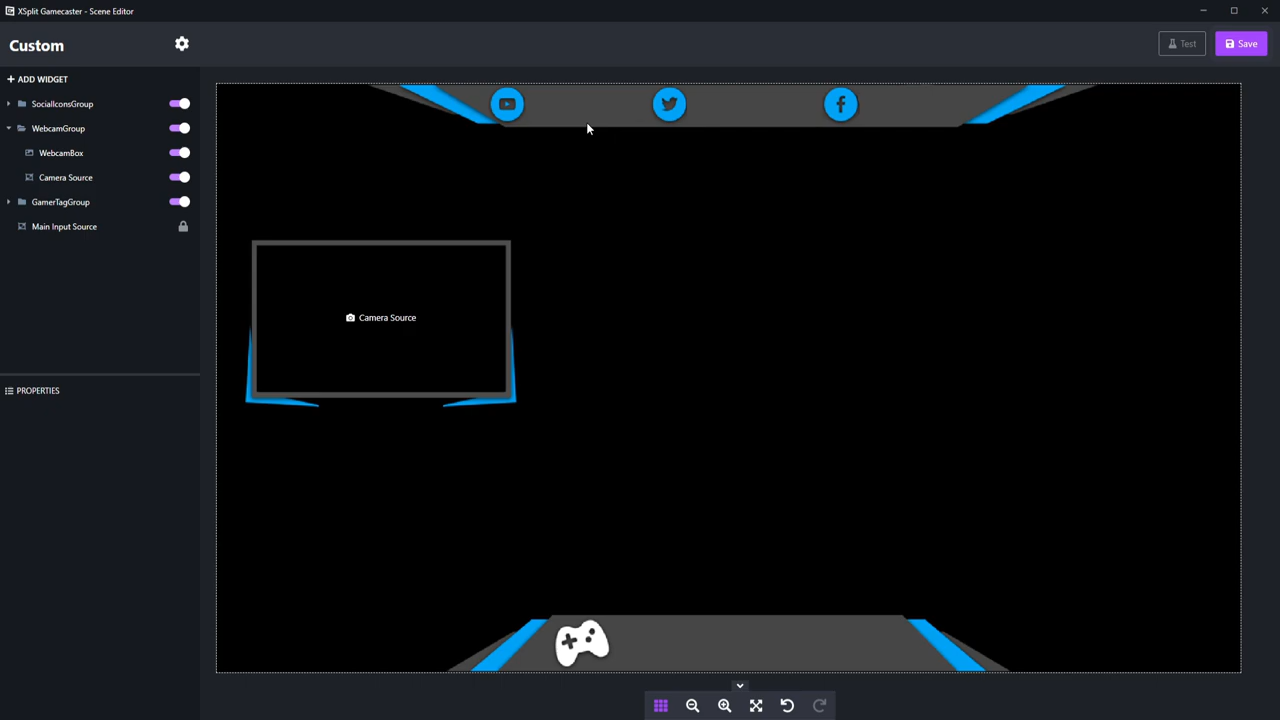 XSplit Gamecaster - Scene Editor
Custom
Test
Save
ADD WIDGET
SocialIconsGroup
WebcamGroup
WebcamBox
Camera Source
GamerTagGroup
Main Input Source
PROPERTIES
Camera Source